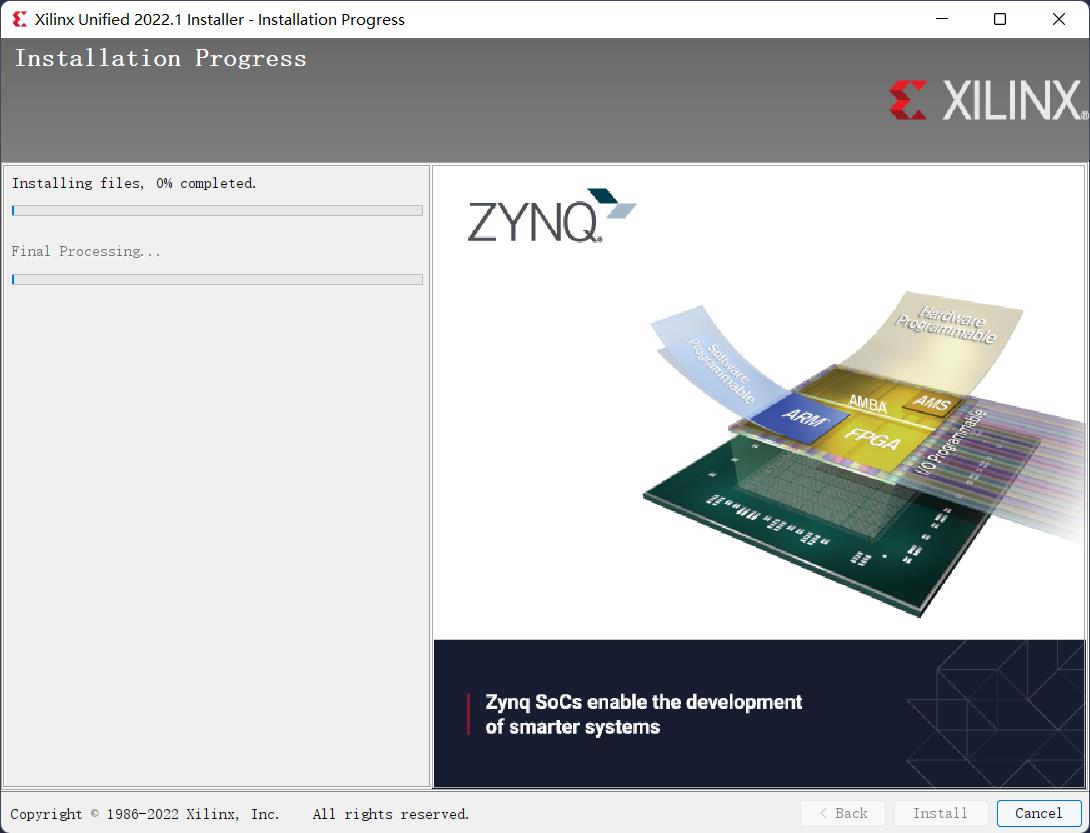 Xilinx Unified 2022.1 Installer - Installation Progress
Installation Progress
XILINX®
Installing files, 0% completed.
Final Processing...
ZYNQ®
Hardware
Programmable
Software
Programmable
AMBA
AMS
ARM
FPGA
I/O Programmable
Zynq SoCs enable the development
of smarter systems
Copyright © 1986-2022 Xilinx, Inc. All rights reserved.
< Back
Install
Cancel